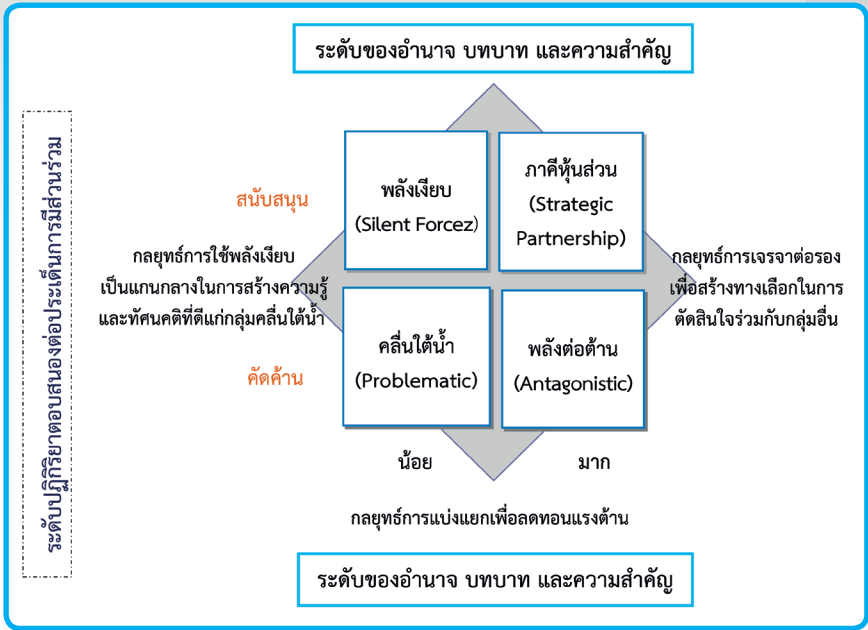 ระดับของอำนาจ บทบาท และความสำคัญ
ระดับปฏิกิริยาตอบสนองต่อประเด็นการมีส่วนร่วม
สนับสนุน
พลังเงียบ
(Silent Forcez)
ภาคีหุ้นส่วน
(Strategic
Partnership)
กลยุทธ์การใช้พลังเงียบ
เป็นแกนกลางในการสร้างความรู้
และทัศนคติที่ดีแก่กลุ่มคลื่นใต้น้ำ
กลยุทธ์การเจรจาต่อรอง
เพื่อสร้างทางเลือกในการ
ตัดสินใจร่วมกับกลุ่มอื่น
คัดค้าน
คลื่นใต้น้ำ
(Problematic)
พลังต่อต้าน
(Antagonistic)
น้อย
มาก
กลยุทธ์การแบ่งแยกเพื่อลดทอนแรงต้าน
ระดับของอำนาจ บทบาท และความสำคัญ